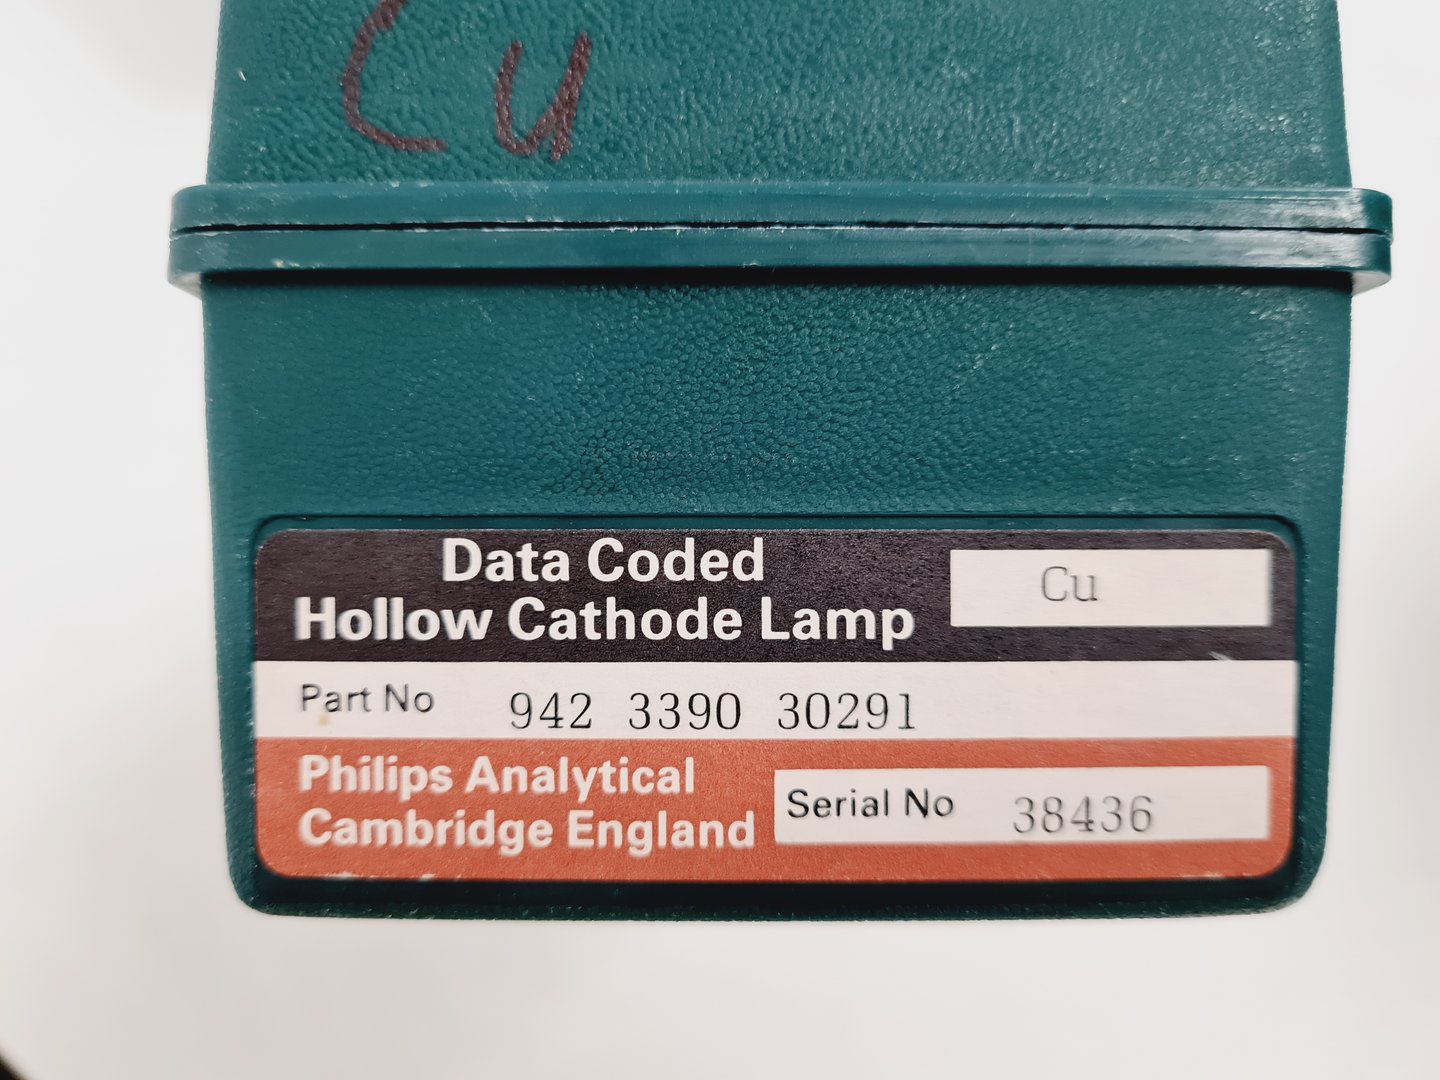 Cu
Data Coded
Hollow Cathode Lamp
Cu
Part No 942 3390 30291
Philips Analytical
Cambridge England
Serial No 38436